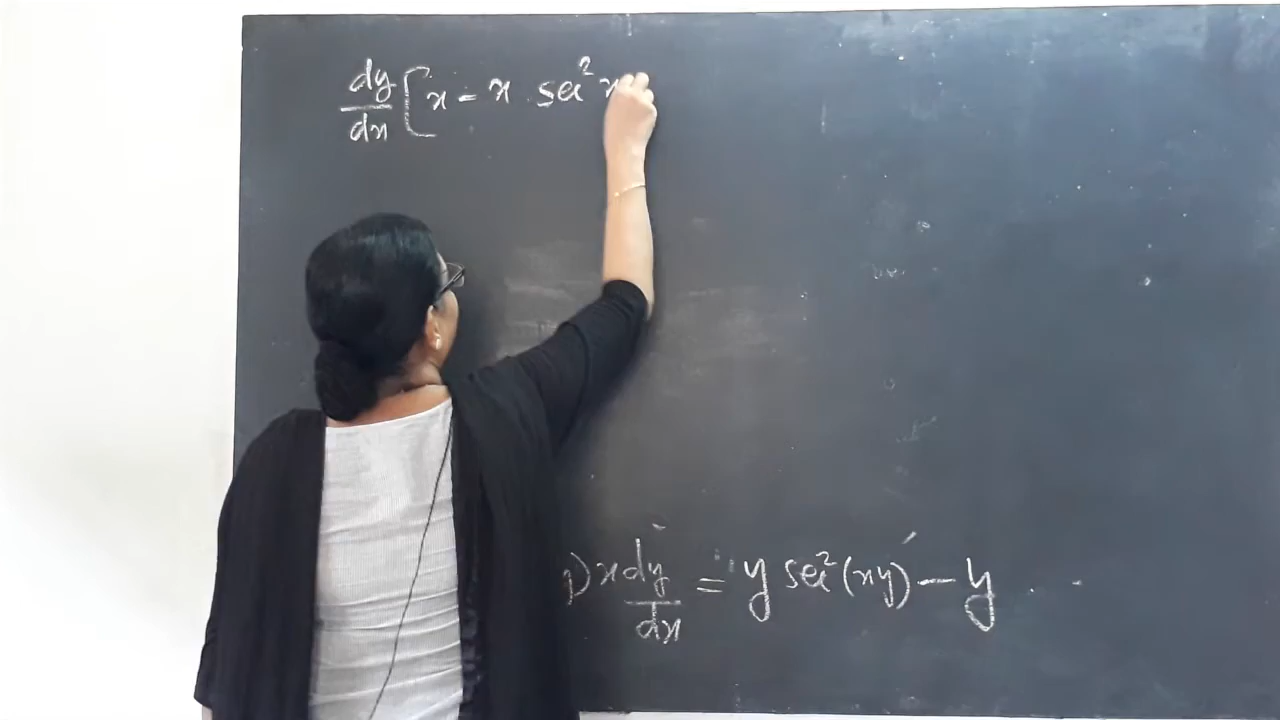 dy/dx [x - x . sec² x
y) x dy/dx = y sec² (xy) - y